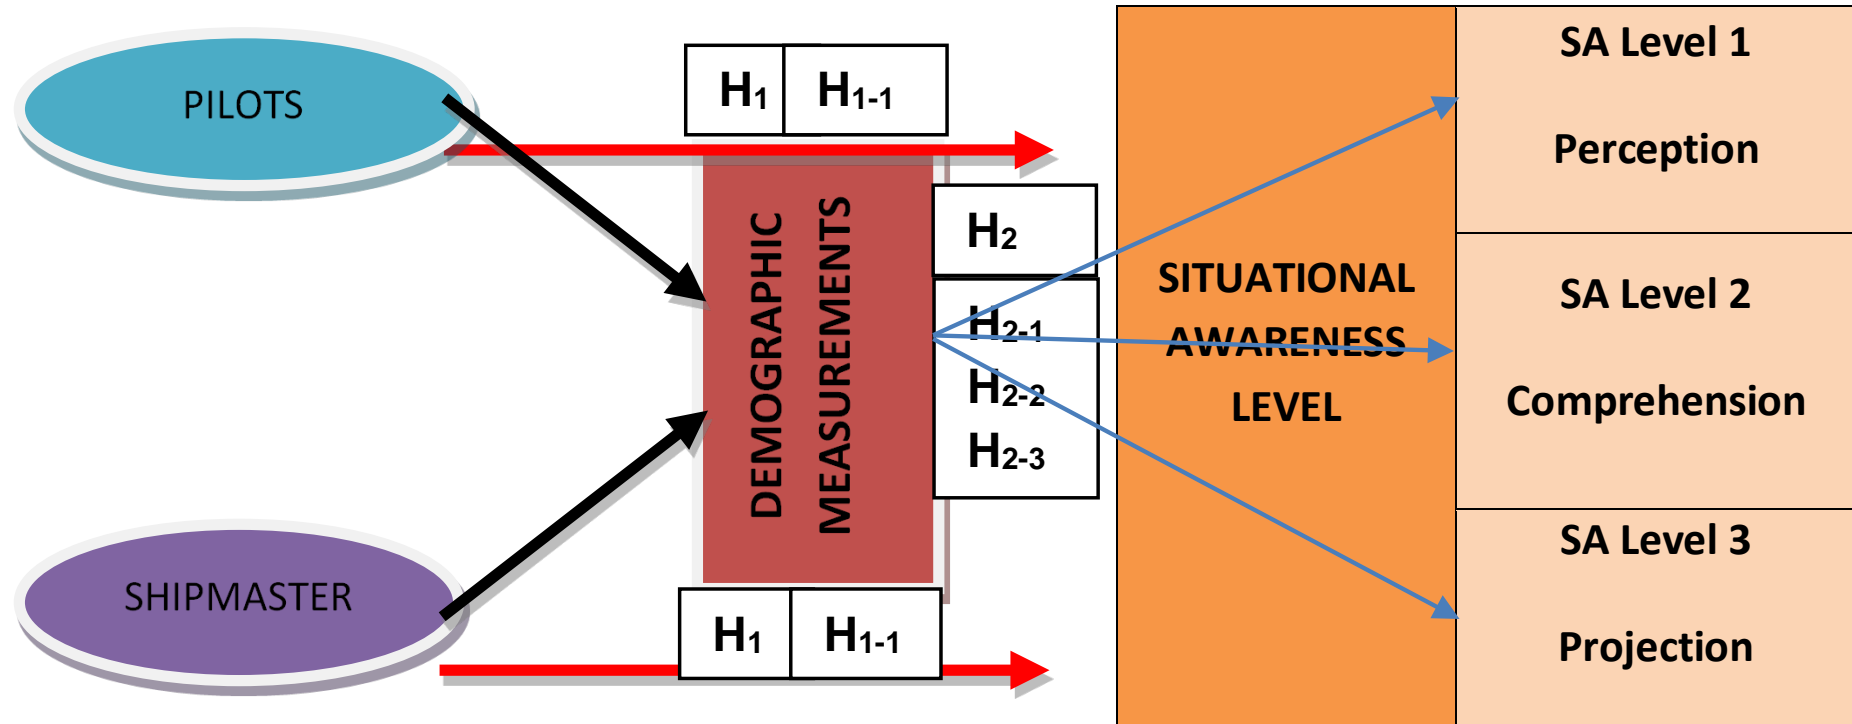 PILOTS
H1 H1-1
DEMOGRAPHIC
MEASUREMENTS
H2
H2-1
H2-2
H2-3
SHIPMASTER
H1 H1-1
SITUATIONAL
AWARENESS
LEVEL
SA Level 1
Perception
SA Level 2
Comprehension
SA Level 3
Projection